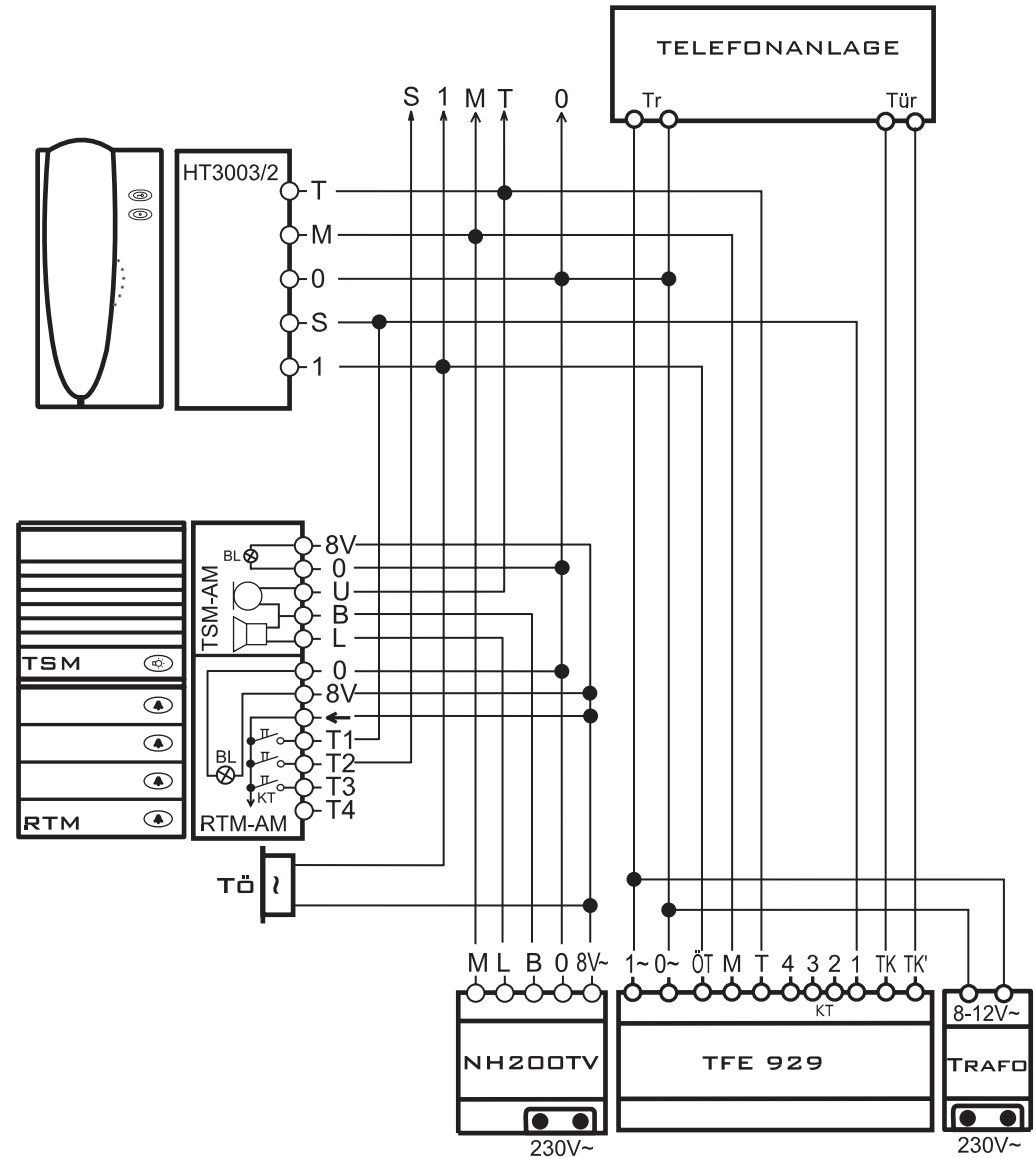 TELEFONANLAGE
Tr Tür
S 1 M T 0
HT3003/2
T
M
0
S
1
TSM-AM
BL
8V
0
U
B
L
TSM
0
8V
T1
T2
T3
T4
BL
KT
RTM-AM
RTM
TÖ ~
M L B 0 8V~
1~ 0~ ÖT M T 4 3 2 1 TK TK'
KT
8-12V~
NH200TV
TFE 929
TRAFO
230V~
230V~